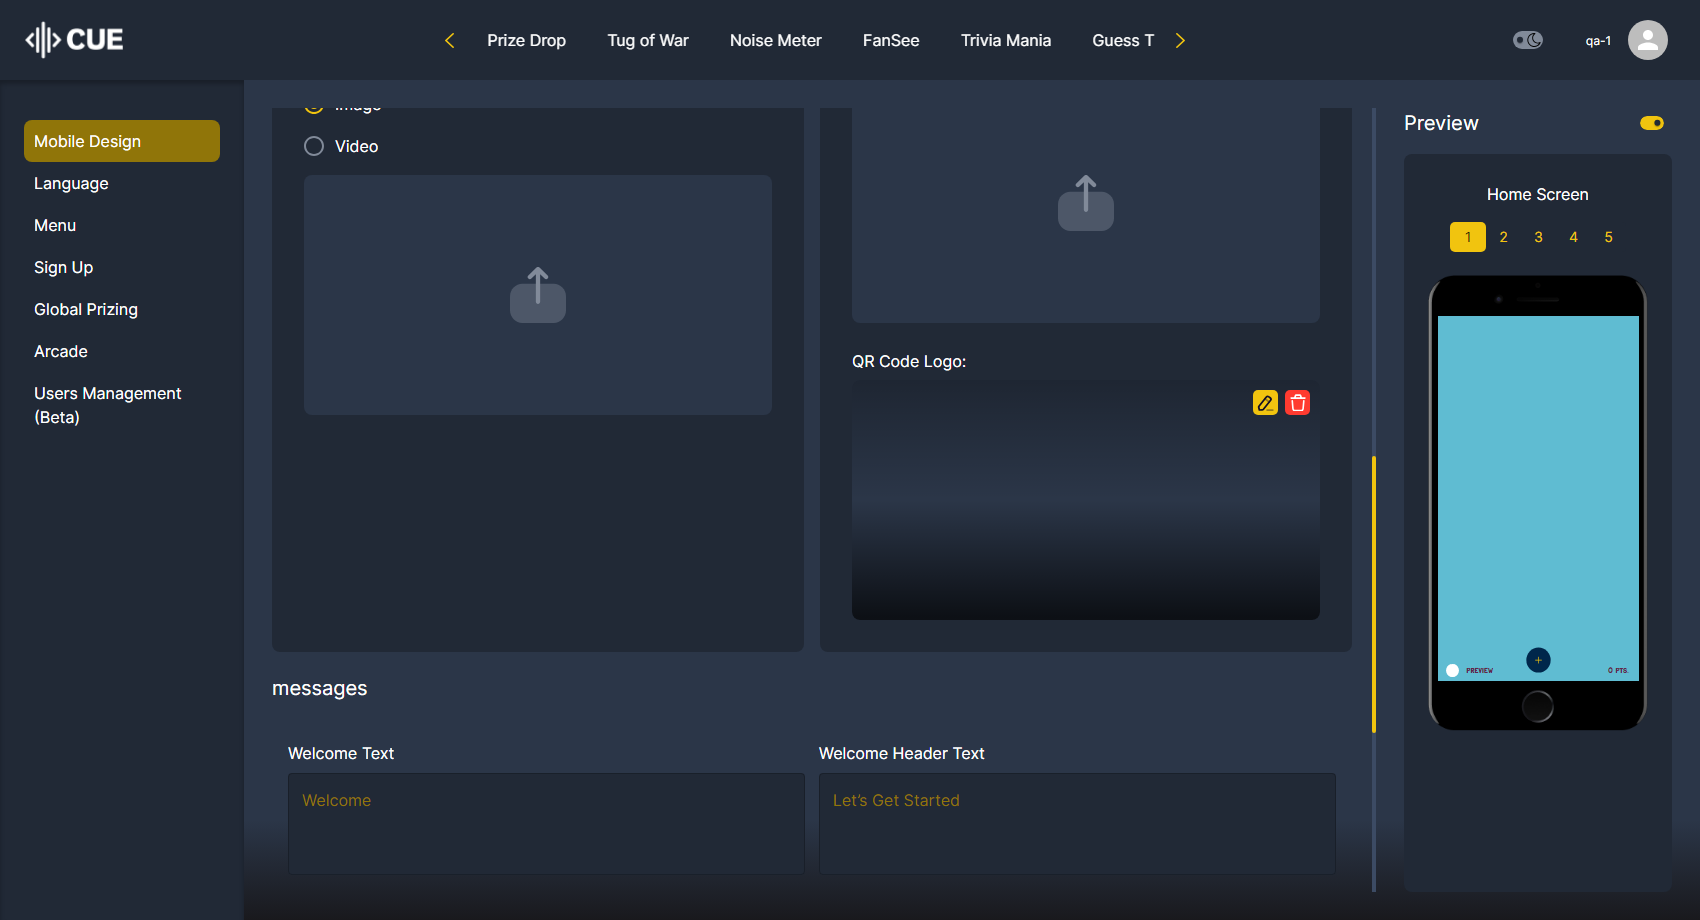 CUE
Prize Drop
Tug of War
Noise Meter
FanSee
Trivia Mania
Guess T
qa-1
Mobile Design
Language
Menu
Sign Up
Global Prizing
Arcade
Users Management
(Beta)
Image
Video
QR Code Logo:
messages
Welcome Text
Welcome Header Text
Welcome
Let's Get Started
Preview
Home Screen
1 2 3 4 5
PREVIEW
0 PTS